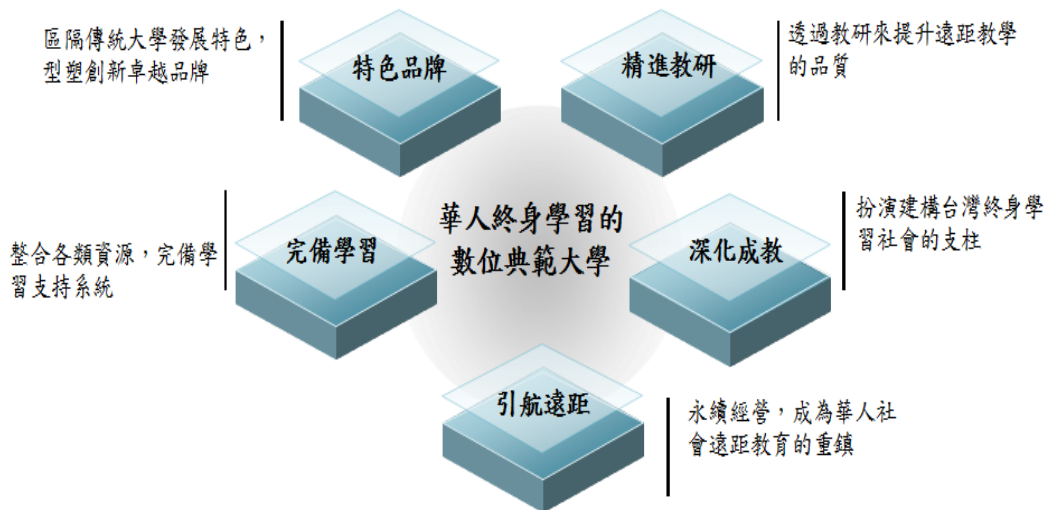 區隔傳統大學發展特色，
型塑創新卓越品牌
特色品牌
精進教研
透過教研來提升遠距教學
的品質
華人終身學習的
數位典範大學
整合各類資源，完備學
習支持系統
完備學習
深化成教
扮演建構台灣終身學
習社會的支柱
引航遠距
永續經營，成為華人社
會遠距教育的重鎮